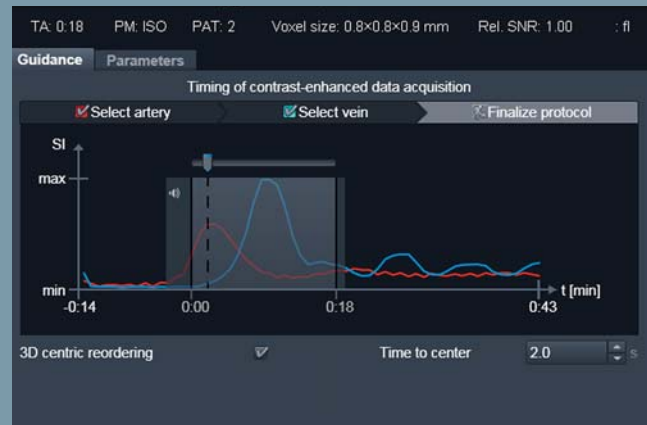 TA: 0:18 PM: ISO PAT: 2 Voxel size: 0.8×0.8×0.9 mm Rel. SNR: 1.00 : fl
Guidance Parameters
Timing of contrast-enhanced data acquisition
Select artery Select vein Finalize protocol
SI
max
min
t [min]
-0:14 0:00 0:18 0:43
3D centric reordering Time to center 2.0 s